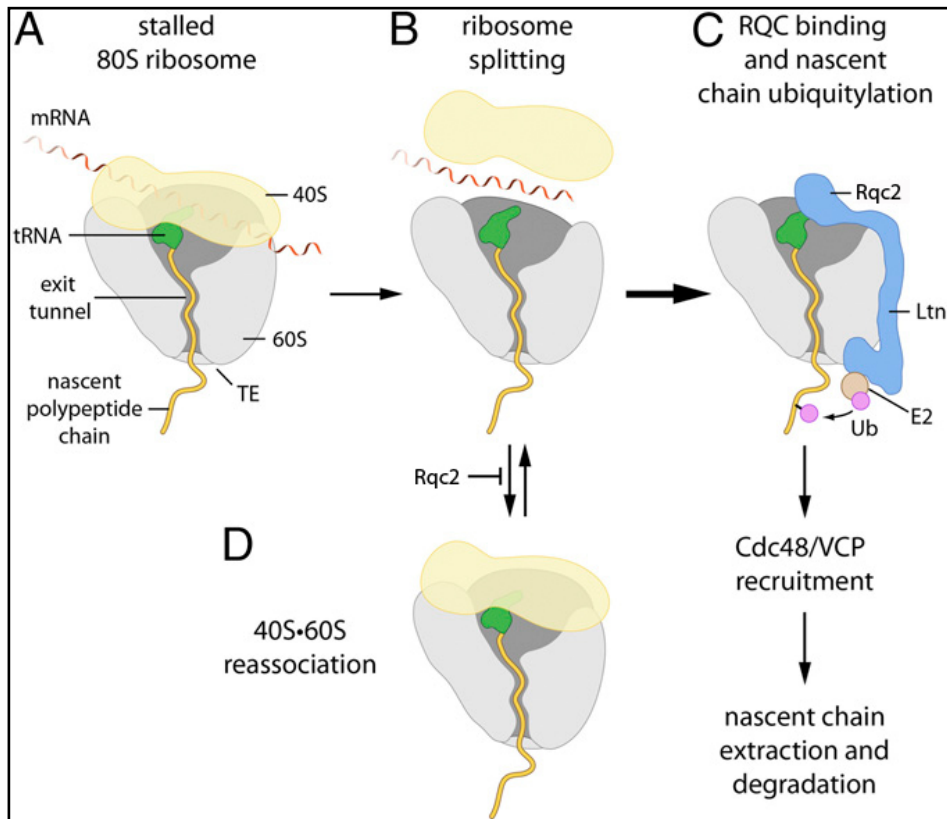 A
stalled
80S ribosome
mRNA
40S
tRNA
exit
tunnel
60S
TE
nascent
polypeptide
chain
B
ribosome
splitting
Rqc2
C
RQC binding
and nascent
chain ubiquitylation
Rqc2
Ltn
E2
Ub
Cdc48/VCP
recruitment
nascent chain
extraction and
degradation
D
40S•60S
reassociation